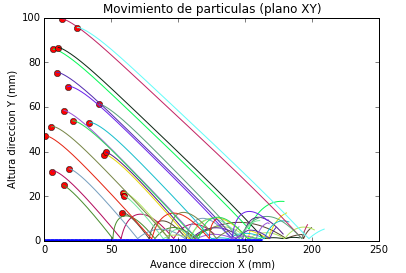 Movimiento de particulas (plano XY)
Altura direccion Y (mm)
100
80
60
40
20
0
0 50 100 150 200 250
Avance direccion X (mm)